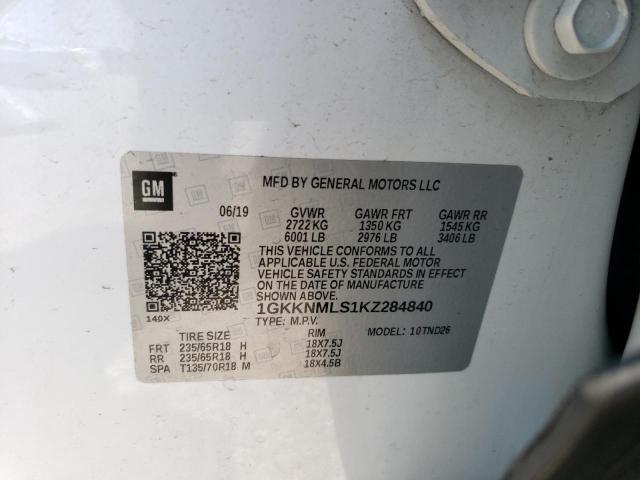 GM
MFD BY GENERAL MOTORS LLC
06/19 GVWR GAWR FRT GAWR RR
2722 KG 1350 KG 1545 KG
6001 LB 2976 LB 3406 LB
THIS VEHICLE CONFORMS TO ALL
APPLICABLE U.S. FEDERAL MOTOR
VEHICLE SAFETY STANDARDS IN EFFECT
ON THE DATE OF MANUFACTURE
SHOWN ABOVE.
1GKKNMLS1KZ284840
140X
TYPE: M.P.V.
MODEL: 10TND26
TIRE SIZE RIM
FRT 235/65R18 H 18X7.5J
RR 235/65R18 H 18X7.5J
SPA T135/70R18 M 18X4.5B